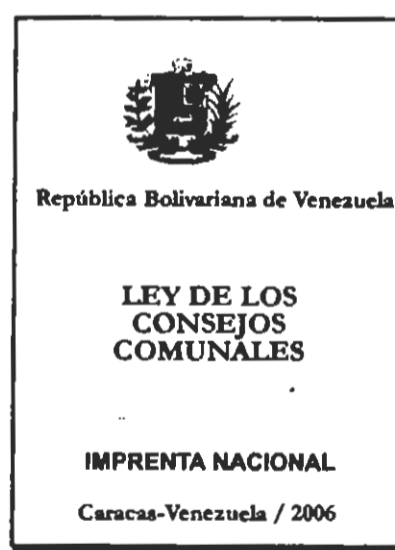 República Bolivariana de Venezuela
LEY DE LOS
CONSEJOS
COMUNALES
IMPRENTA NACIONAL
Caracas-Venezuela / 2006